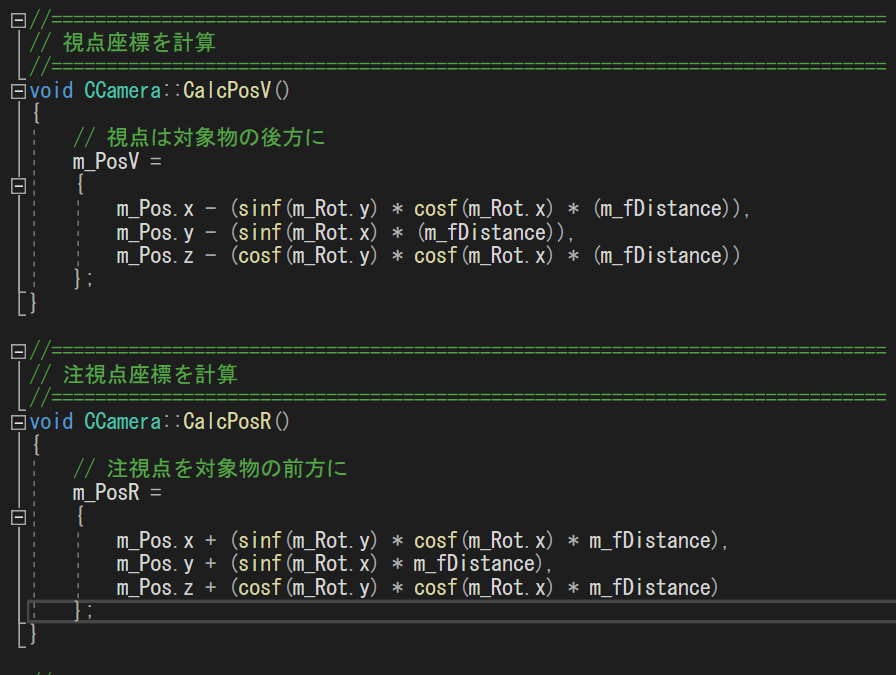 //============================================================================
// 視点座標を計算
//============================================================================
void CCamera::CalcPosV()
{
// 視点は対象物の後方に
m_PosV =
{
m_Pos.x - (sinf(m_Rot.y) * cosf(m_Rot.x) * (m_fDistance)),
m_Pos.y - (sinf(m_Rot.x) * (m_fDistance)),
m_Pos.z - (cosf(m_Rot.y) * cosf(m_Rot.x) * (m_fDistance))
};
}
//============================================================================
// 注視点座標を計算
//============================================================================
void CCamera::CalcPosR()
{
// 注視点を対象物の前方に
m_PosR =
{
m_Pos.x + (sinf(m_Rot.y) * cosf(m_Rot.x) * m_fDistance),
m_Pos.y + (sinf(m_Rot.x) * m_fDistance),
m_Pos.z + (cosf(m_Rot.y) * cosf(m_Rot.x) * m_fDistance)
};
}